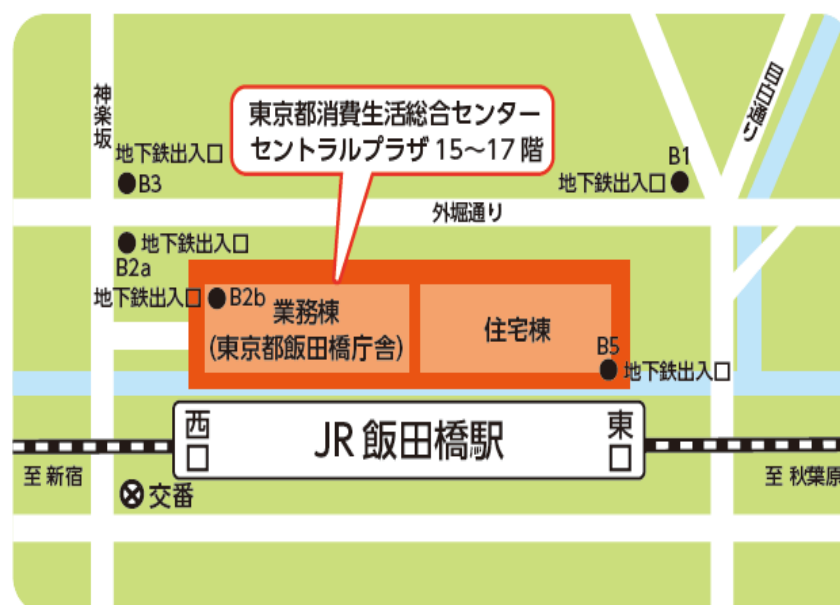 神楽坂
目白通り
東京都消費生活総合センター
セントラルプラザ 15～17 階
地下鉄出入口
B3
B1
地下鉄出入口
外堀通り
地下鉄出入口
B2a
地下鉄出入口
B2b
業務棟
(東京都飯田橋庁舎)
住宅棟
B5
地下鉄出入口
西口
JR 飯田橋駅
東口
至 新宿
至 秋葉原
交番